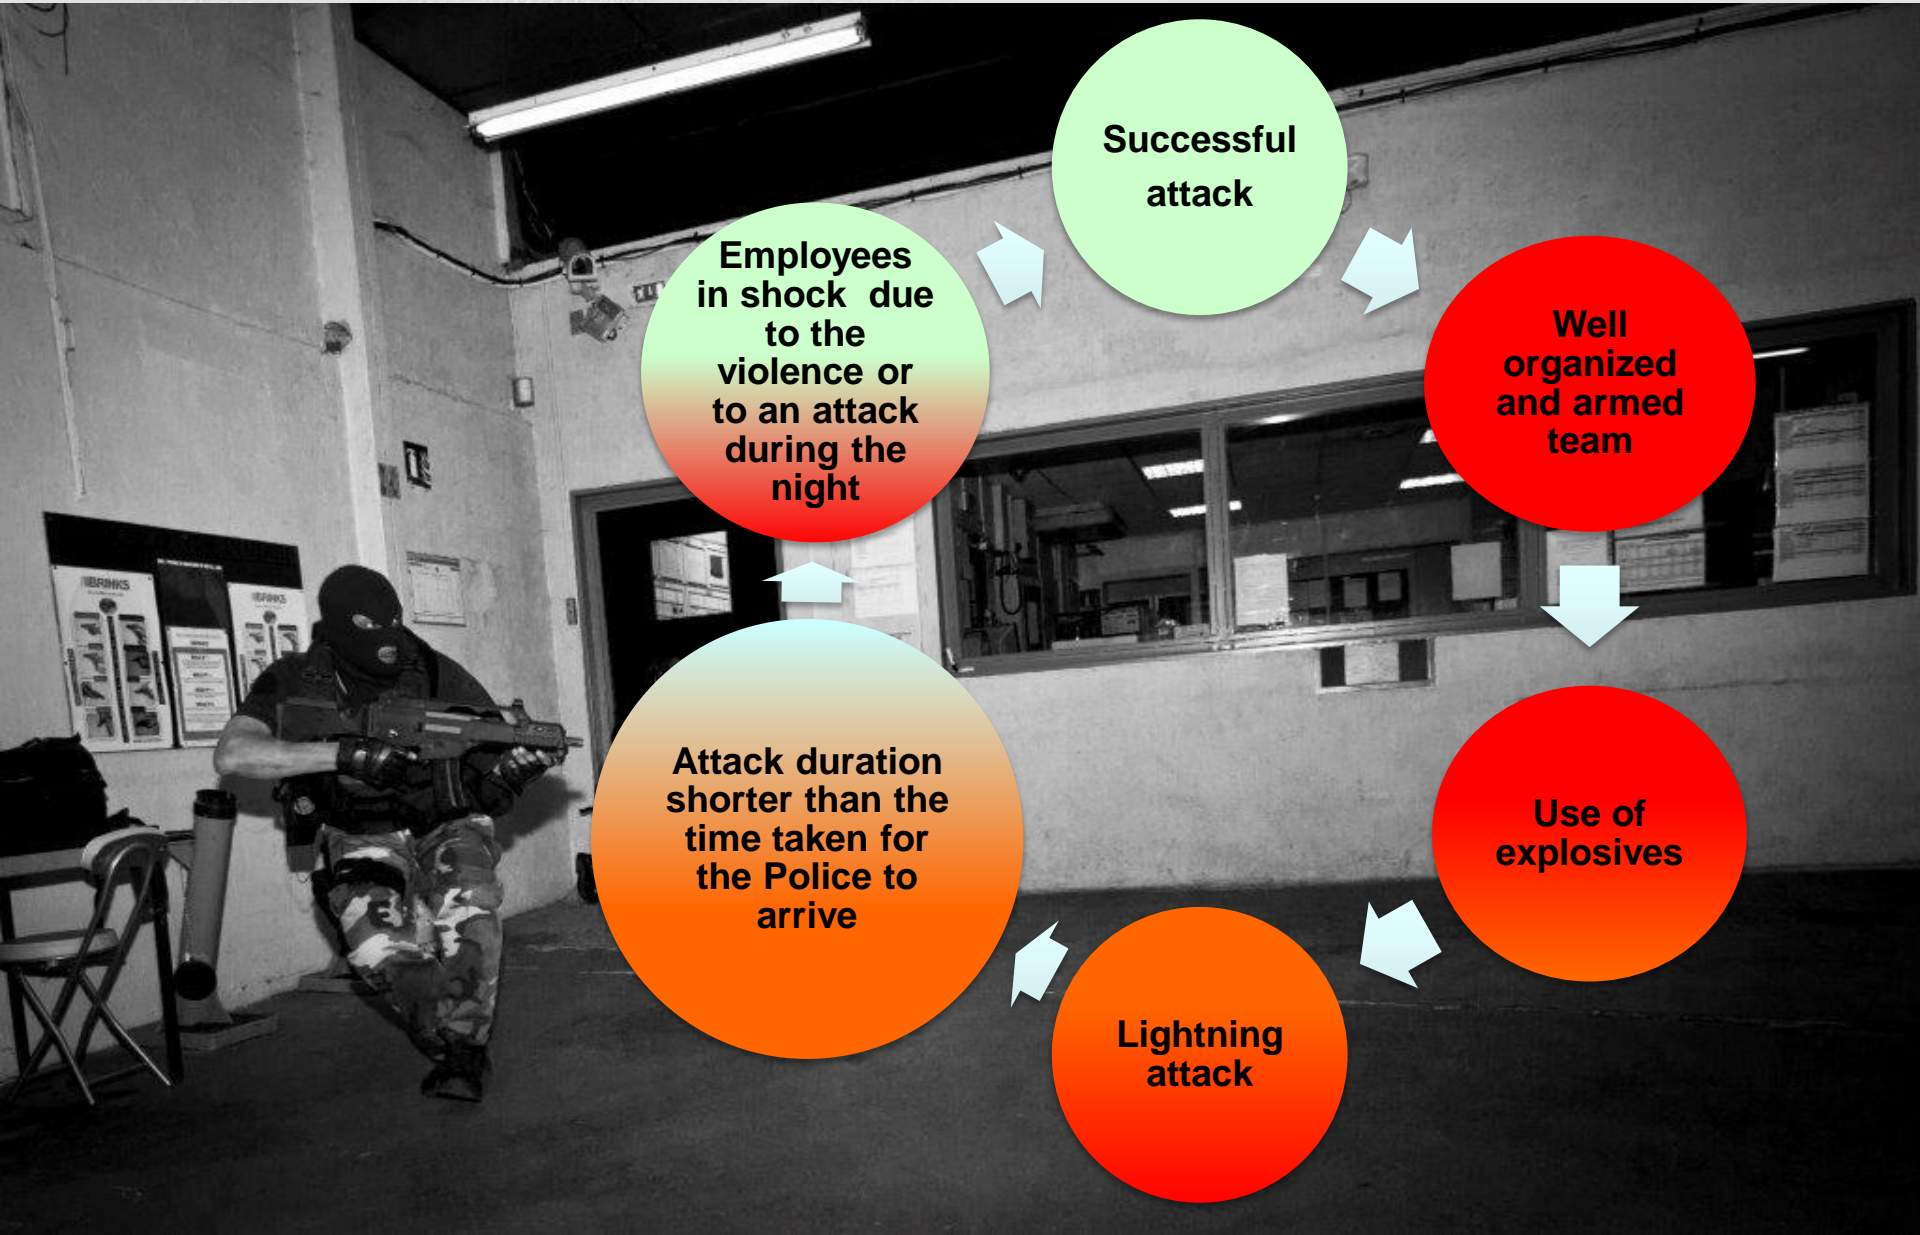 Successful
attack
Well
organized
and armed
team
Use of
explosives
Lightning
attack
Attack duration
shorter than the
time taken for
the Police to
arrive
Employees
in shock  due
to the
violence or
to an attack
during the
night
BRINKS
BRINKS